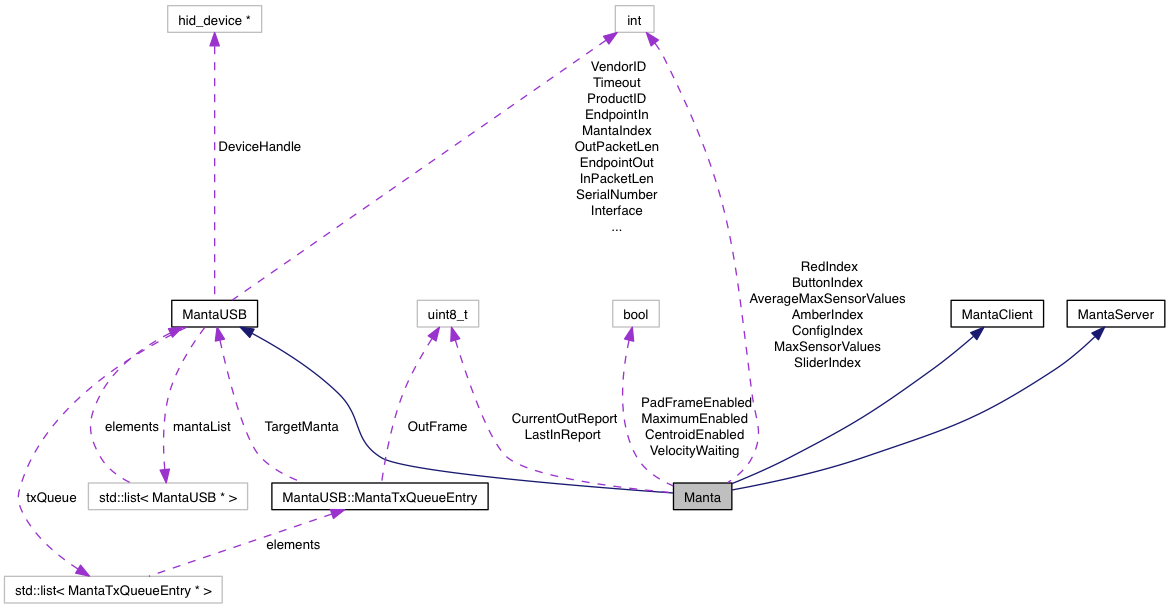 hid_device *
int
VendorID
Timeout
ProductID
EndpointIn
MantaIndex
OutPacketLen
EndpointOut
InPacketLen
SerialNumber
Interface
...
DeviceHandle
RedIndex
ButtonIndex
AverageMaxSensorValues
AmberIndex
ConfigIndex
MaxSensorValues
SliderIndex
MantaUSB
uint8_t
bool
MantaClient
MantaServer
elements
mantaList
TargetManta
OutFrame
CurrentOutReport
LastInReport
PadFrameEnabled
MaximumEnabled
CentroidEnabled
VelocityWaiting
txQueue
std::list< MantaUSB * >
MantaUSB::MantaTxQueueEntry
Manta
elements
std::list< MantaTxQueueEntry * >